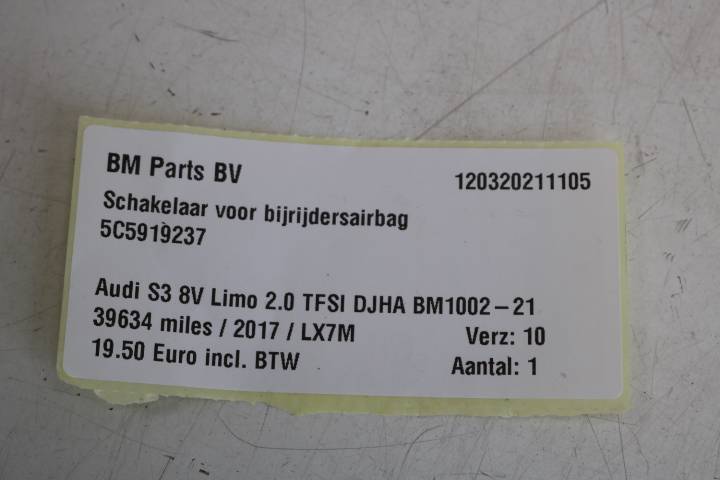 BM Parts BV 120320211105
Schakelaar voor bijrijdersairbag
5C5919237
Audi S3 8V Limo 2.0 TFSI DJHA BM1002-21
39634 miles / 2017 / LX7M Verz: 10
19.50 Euro incl. BTW Aantal: 1